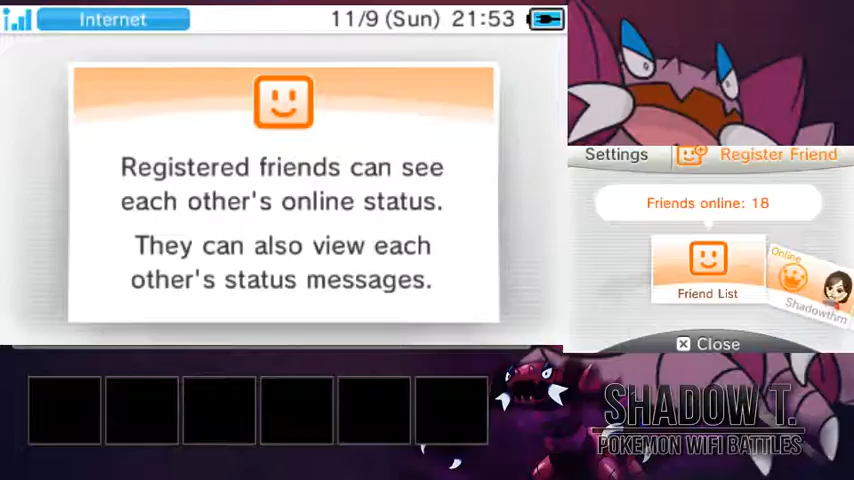 Internet
11/9 (Sun) 21:53
Registered friends can see
each other's online status.
They can also view each
other's status messages.
Settings
Register Friend
Friends online: 18
Friend List
Online
Shadowthrn
Close
SHADOW T.
POKEMON WIFI BATTLES